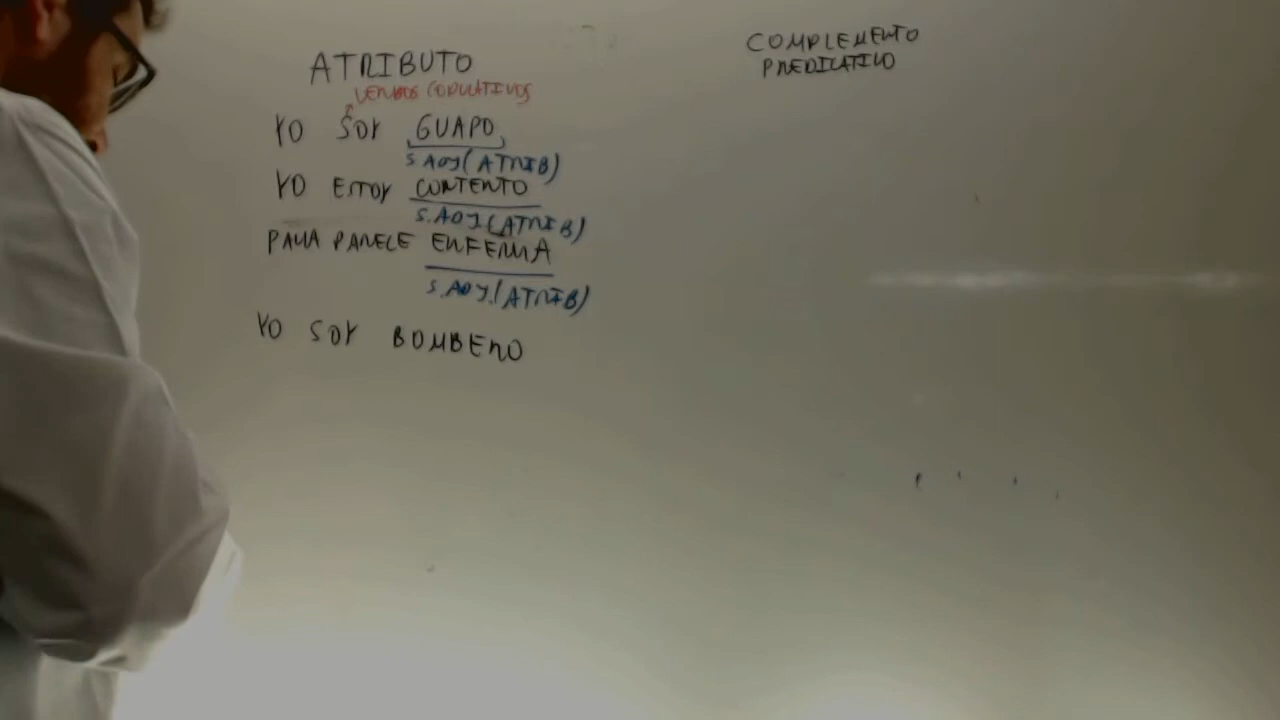 ATRIBUTO
VERBOS COPULATIVOS
YO SOY GUAPO
S.ADJ (ATRIB)
YO ESTOY CONTENTO
S.ADJ (ATRIB)
PARECE ENFERMA
S.ADJ. (ATRIB)
YO SOY BOMBERO
COMPLEMENTO
PREDICATIVO